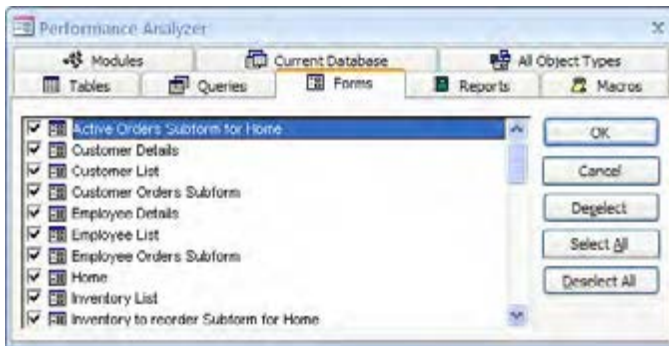 Performance Analyzer
Modules
Current Database
All Object Types
Tables
Queries
Forms
Reports
Macros
Active Orders Subform for Home
Customer Details
Customer List
Customer Orders Subform
Employee Details
Employee List
Employee Orders Subform
Home
Inventory List
Inventory to reorder Subform for Home
OK
Cancel
Deselect
Select All
Deselect All